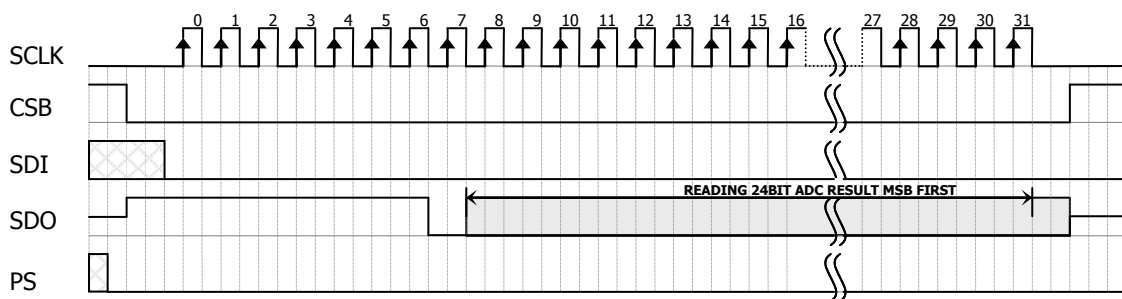 0 1 2 3 4 5 6 7 8 9 10 11 12 13 14 15 16 27 28 29 30 31
SCLK
CSB
SDI
READING 24BIT ADC RESULT MSB FIRST
SDO
PS